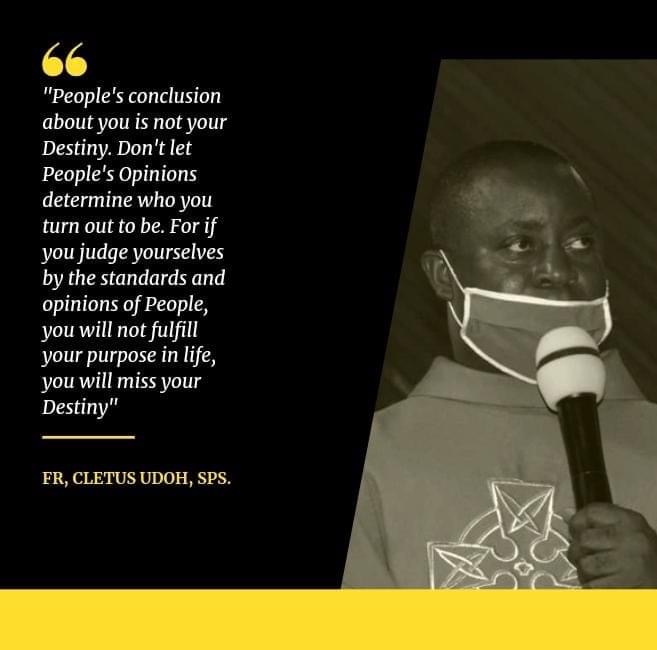 “
"People's conclusion
about you is not your
Destiny. Don't let
People's Opinions
determine who you
turn out to be. For if
you judge yourselves
by the standards and
opinions of People,
you will not fulfill
your purpose in life,
you will miss your
Destiny"
FR, CLETUS UDOH, SPS.